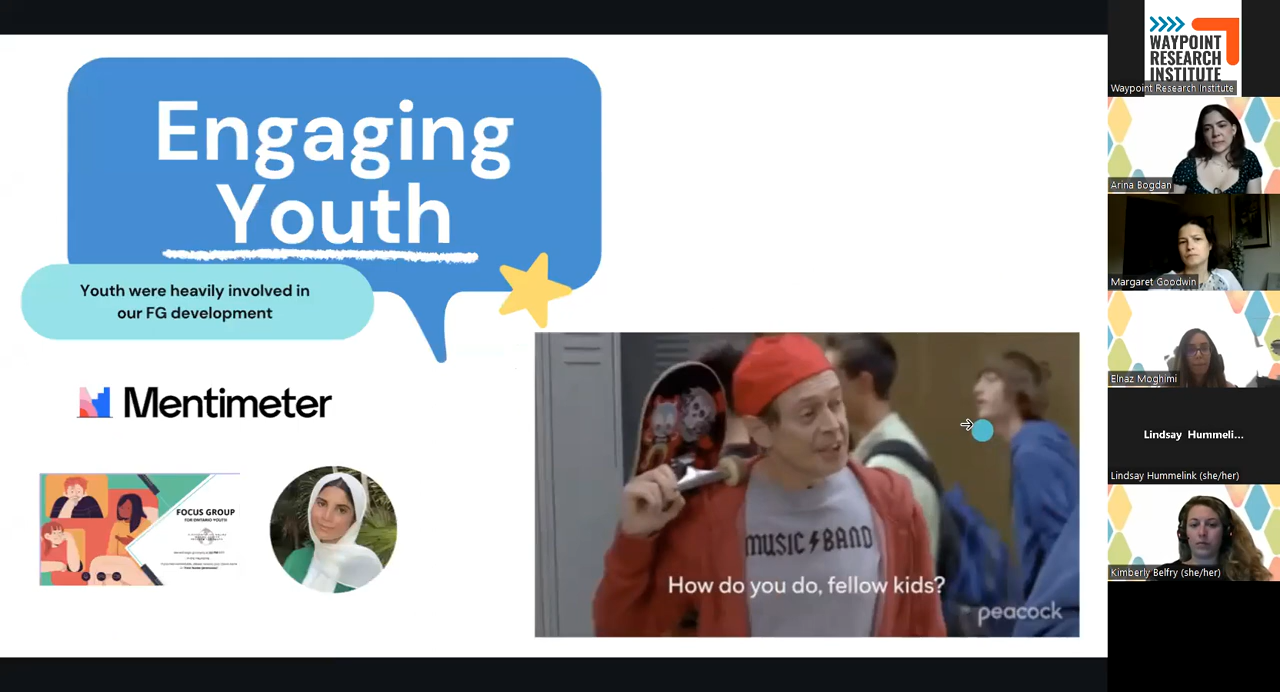 Engaging
Youth
Youth were heavily involved in
our FG development
Mentimeter
FOCUS GROUP
FOR ONTARIO YOUTH
MUSIC BAND
How do you do, fellow kids?
peacock
WAYPOINT
RESEARCH
INSTITUTE
Waypoint Research Institute
Arina Bogdan
Margaret Goodwin
Elnaz Moghimi
Lindsay Hummeli...
Lindsay Hummelink (she/her)
Kimberly Belfry (she/her)